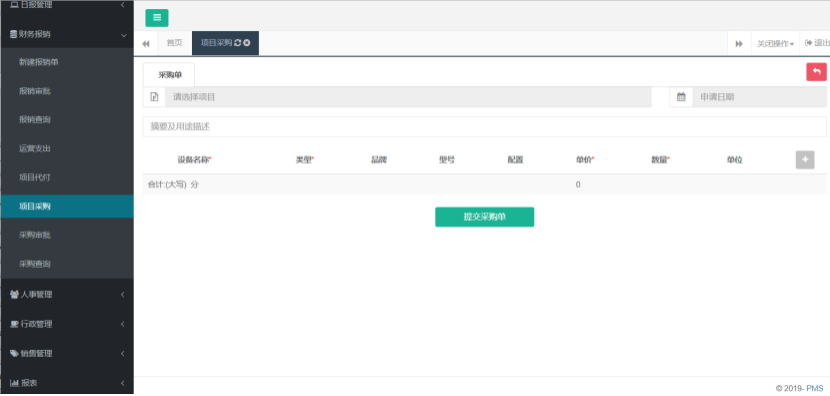 日报管理
财务报销
新建报销单
报销审批
报销查询
运营支出
项目代付
项目采购
采购审批
采购查询
人事管理
行政管理
销售管理
报表
首页
项目采购
关闭操作
退出
采购单
请选择项目
申请日期
摘要及用途描述
设备名称* 类型* 品牌 型号 配置 单价* 数量* 单位
合计:(大写) 分 0
提交采购单
© 2019- PMS